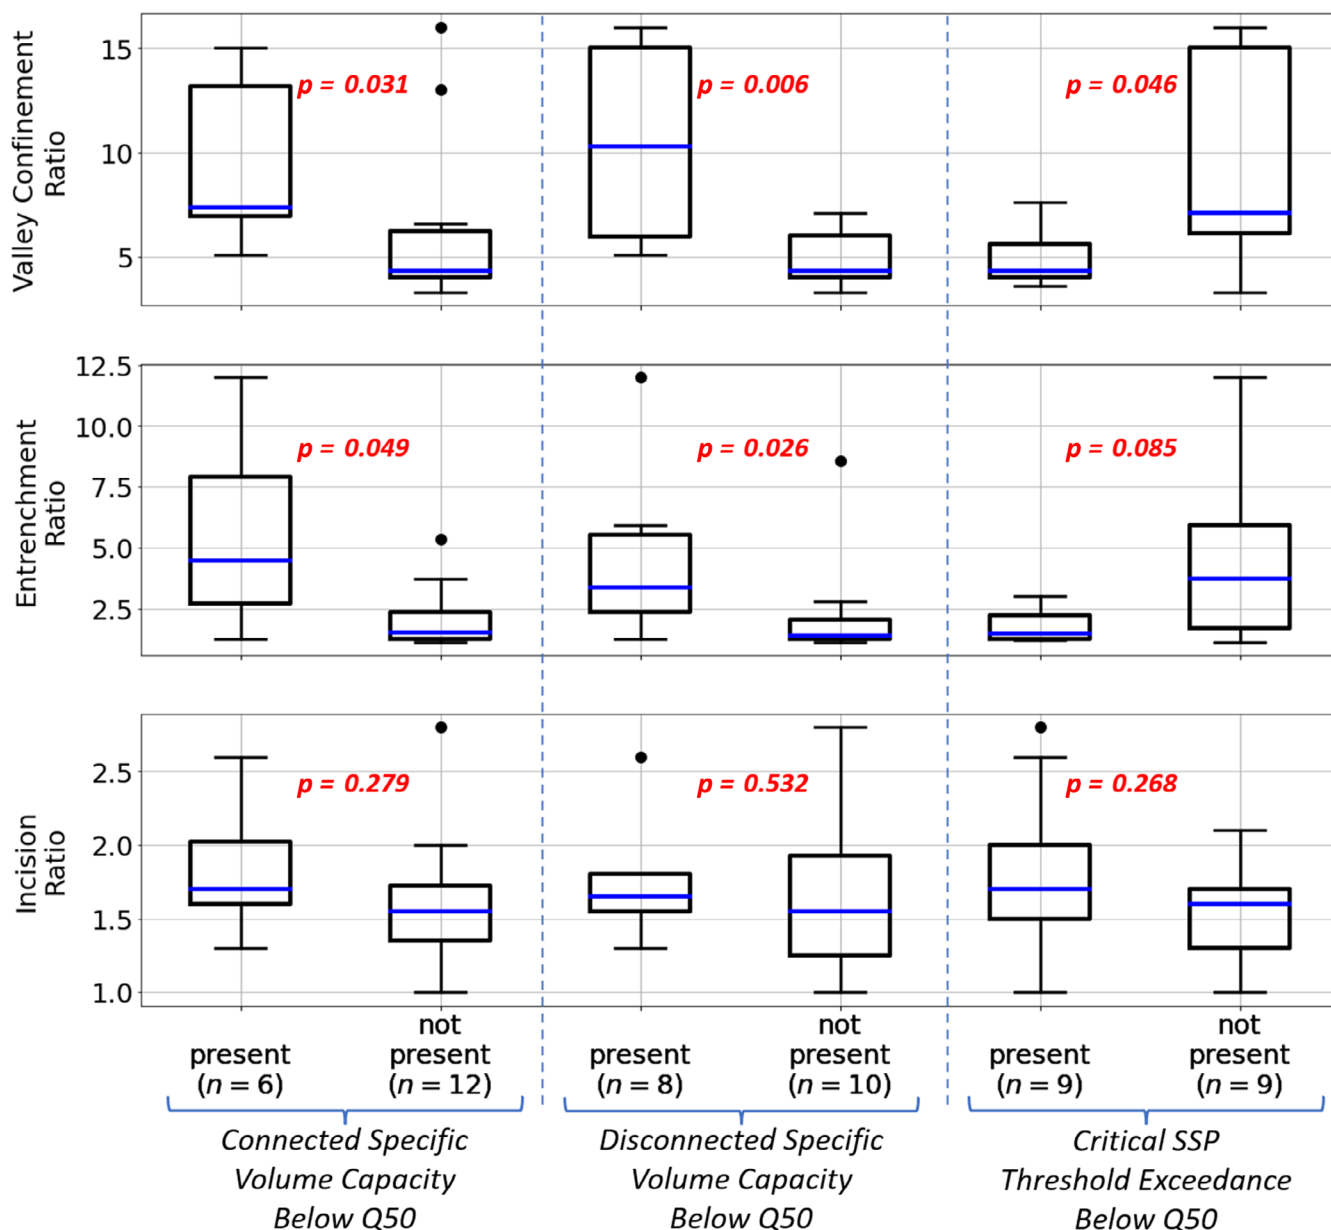 Valley Confinement
Ratio
15
10
5
p = 0.031
p = 0.006
p = 0.046
Entrenchment
Ratio
12.5
10.0
7.5
5.0
2.5
p = 0.049
p = 0.026
p = 0.085
Incision
Ratio
2.5
2.0
1.5
1.0
p = 0.279
p = 0.532
p = 0.268
present
(n = 6)
not
present
(n = 12)
present
(n = 8)
not
present
(n = 10)
present
(n = 9)
not
present
(n = 9)
Connected Specific
Volume Capacity
Below Q50
Disconnected Specific
Volume Capacity
Below Q50
Critical SSP
Threshold Exceedance
Below Q50